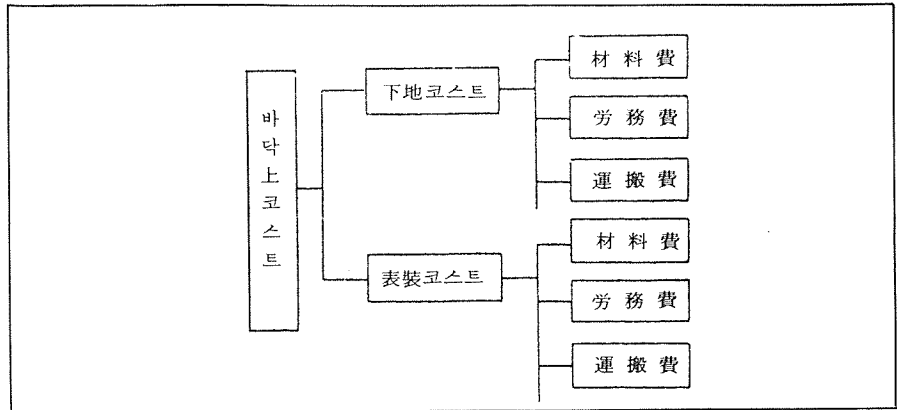 바닥上코스트
下地코스트
材料費
労務費
運搬費
表裝코스트
材料費
労務費
運搬費